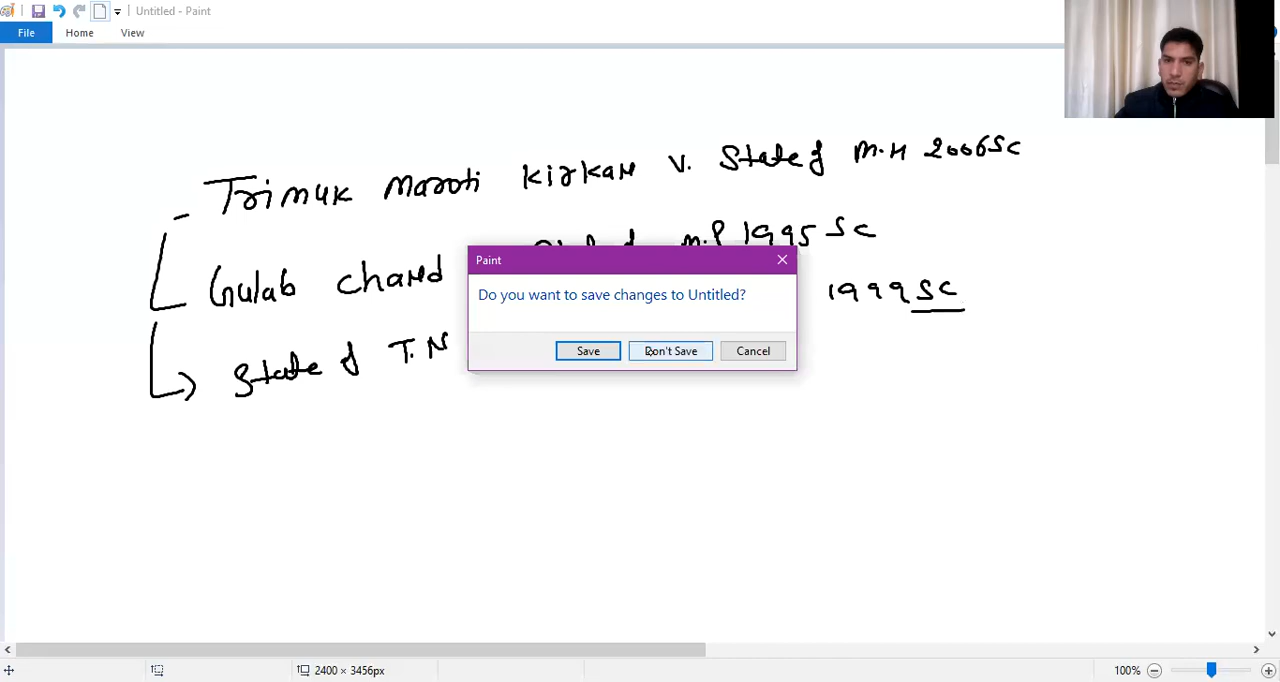 Untitled - Paint
File Home View
Trimuk Maroti Kirkan V. State of M.H 2006 SC
Gulab chand M.P 1995 SC
Paint
Do you want to save changes to Untitled?
1999 SC
State of T.N
Save Don't Save Cancel
2400 × 3456px 100%